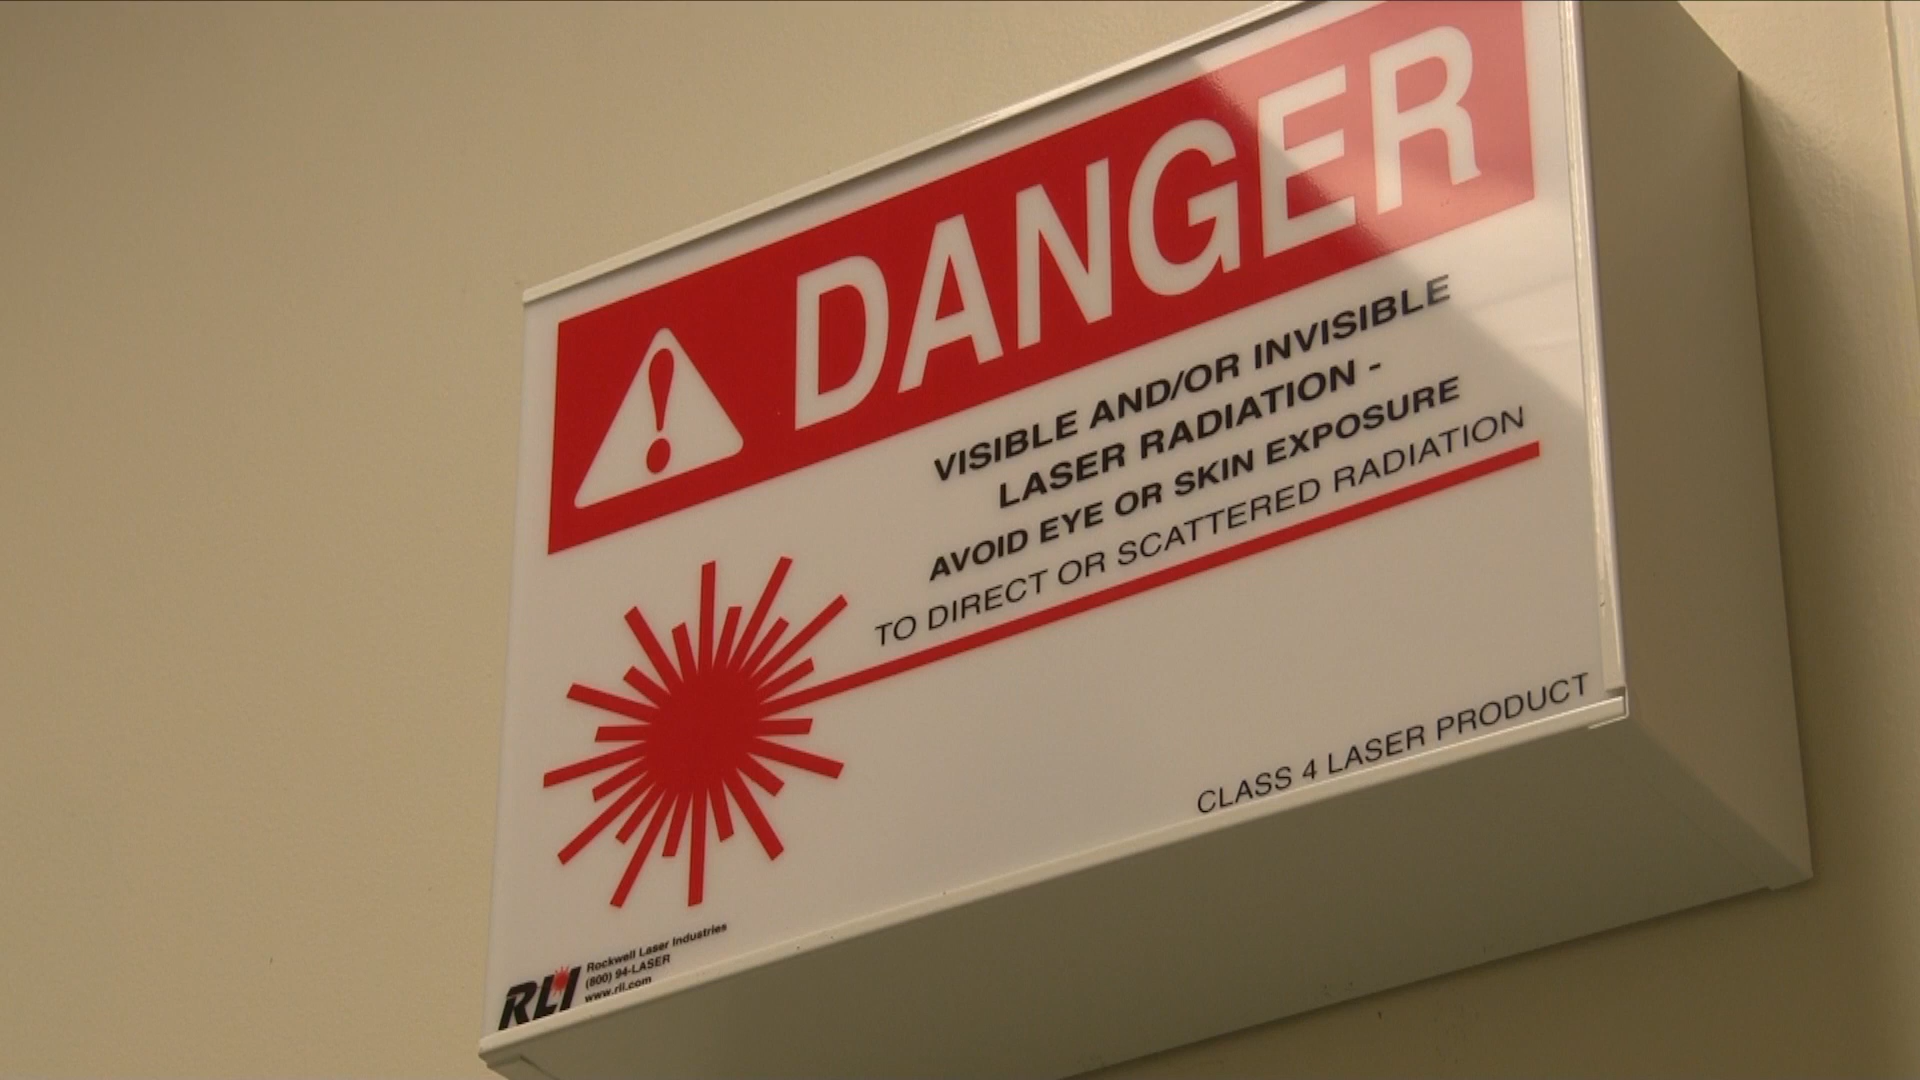 DANGER
VISIBLE AND/OR INVISIBLE
LASER RADIATION -
AVOID EYE OR SKIN EXPOSURE
TO DIRECT OR SCATTERED RADIATION
CLASS 4 LASER PRODUCT
RLI
Rockwell Laser Industries
(800) 94-LASER
www.rli.com